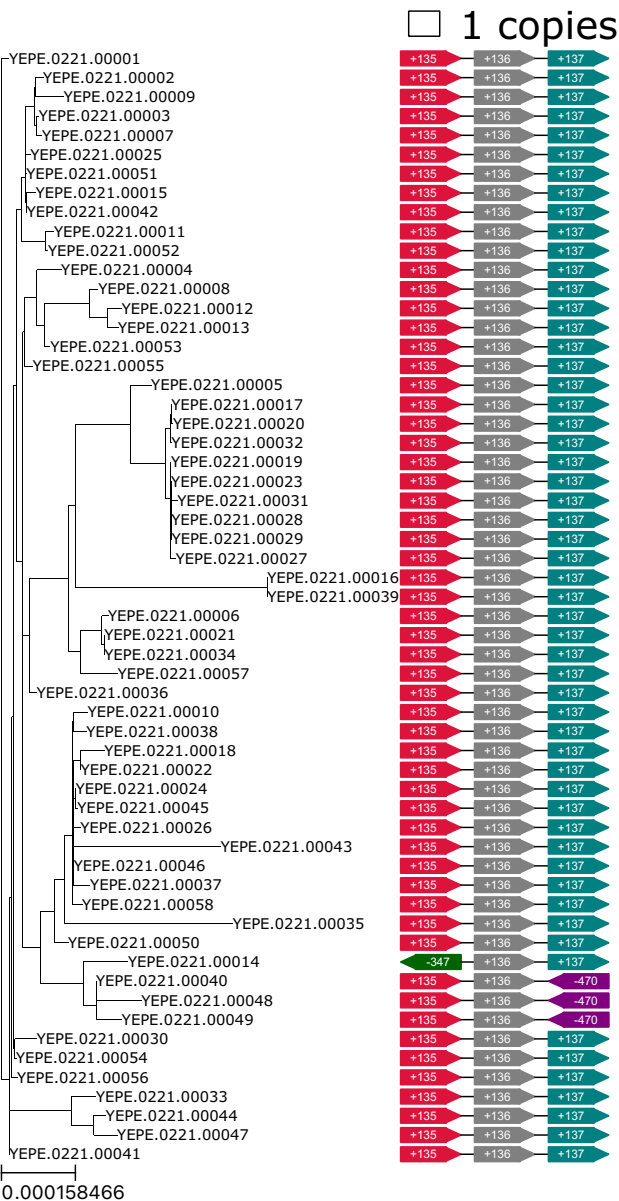 1 copies
YEPE.0221.00001 +135 +136 +137
YEPE.0221.00002 +135 +136 +137
YEPE.0221.00009 +135 +136 +137
YEPE.0221.00003 +135 +136 +137
YEPE.0221.00007 +135 +136 +137
YEPE.0221.00025 +135 +136 +137
YEPE.0221.00051 +135 +136 +137
YEPE.0221.00015 +135 +136 +137
YEPE.0221.00042 +135 +136 +137
YEPE.0221.00011 +135 +136 +137
YEPE.0221.00052 +135 +136 +137
YEPE.0221.00004 +135 +136 +137
YEPE.0221.00008 +135 +136 +137
YEPE.0221.00012 +135 +136 +137
YEPE.0221.00013 +135 +136 +137
YEPE.0221.00053 +135 +136 +137
YEPE.0221.00055 +135 +136 +137
YEPE.0221.00005 +135 +136 +137
YEPE.0221.00017 +135 +136 +137
YEPE.0221.00020 +135 +136 +137
YEPE.0221.00032 +135 +136 +137
YEPE.0221.00019 +135 +136 +137
YEPE.0221.00023 +135 +136 +137
YEPE.0221.00031 +135 +136 +137
YEPE.0221.00028 +135 +136 +137
YEPE.0221.00029 +135 +136 +137
YEPE.0221.00027 +135 +136 +137
YEPE.0221.00016 +135 +136 +137
YEPE.0221.00039 +135 +136 +137
YEPE.0221.00006 +135 +136 +137
YEPE.0221.00021 +135 +136 +137
YEPE.0221.00034 +135 +136 +137
YEPE.0221.00057 +135 +136 +137
YEPE.0221.00036 +135 +136 +137
YEPE.0221.00010 +135 +136 +137
YEPE.0221.00038 +135 +136 +137
YEPE.0221.00018 +135 +136 +137
YEPE.0221.00022 +135 +136 +137
YEPE.0221.00024 +135 +136 +137
YEPE.0221.00045 +135 +136 +137
YEPE.0221.00026 +135 +136 +137
YEPE.0221.00043 +135 +136 +137
YEPE.0221.00046 +135 +136 +137
YEPE.0221.00037 +135 +136 +137
YEPE.0221.00058 +135 +136 +137
YEPE.0221.00035 +135 +136 +137
YEPE.0221.00050 +135 +136 +137
YEPE.0221.00014 -347 +136 +137
YEPE.0221.00040 +135 +136 -470
YEPE.0221.00048 +135 +136 -470
YEPE.0221.00049 +135 +136 -470
YEPE.0221.00030 +135 +136 +137
YEPE.0221.00054 +135 +136 +137
YEPE.0221.00056 +135 +136 +137
YEPE.0221.00033 +135 +136 +137
YEPE.0221.00044 +135 +136 +137
YEPE.0221.00047 +135 +136 +137
YEPE.0221.00041 +135 +136 +137
0.000158466